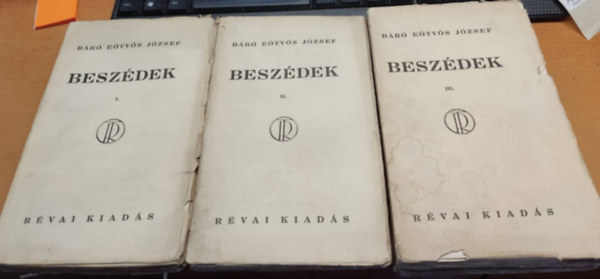 BÁRÓ EÖTVÖS JÓZSEF
BESZÉDEK
I.
R
RÉVAI KIADÁS
BÁRÓ EÖTVÖS JÓZSEF
BESZÉDEK
II.
R
RÉVAI KIADÁS
BÁRÓ EÖTVÖS JÓZSEF
BESZÉDEK
III.
R
RÉVAI KIADÁS